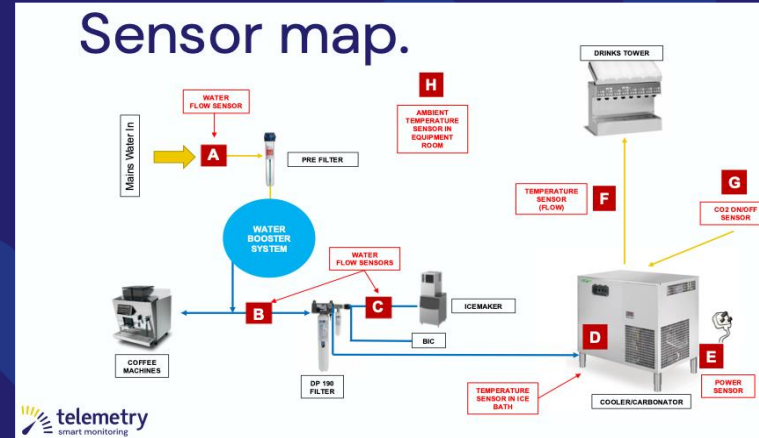 Sensor map.
WATER
FLOW SENSOR
Mains Water In
A
PRE FILTER
H
AMBIENT
TEMPERATURE
SENSOR IN
EQUIPMENT
ROOM
DRINKS TOWER
TEMPERATURE
SENSOR
(FLOW)
F
G
CO2 ON/OFF
SENSOR
WATER
BOOSTER
SYSTEM
WATER
FLOW SENSORS
B
C
ICEMAKER
BIC
COFFEE
MACHINES
DP 190
FILTER
D
E
TEMPERATURE
SENSOR IN ICE
BATH
COOLER/CARBONATOR
POWER
SENSOR
telemetry
smart monitoring